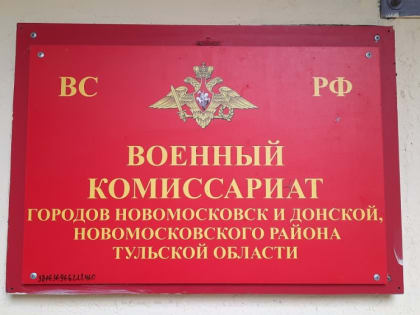 ВС РФ
ВОЕННЫЙ
КОМИССАРИАТ
ГОРОДОВ НОВОМОСКОВСК И ДОНСКОЙ,
НОВОМОСКОВСКОГО РАЙОНА
ТУЛЬСКОЙ ОБЛАСТИ